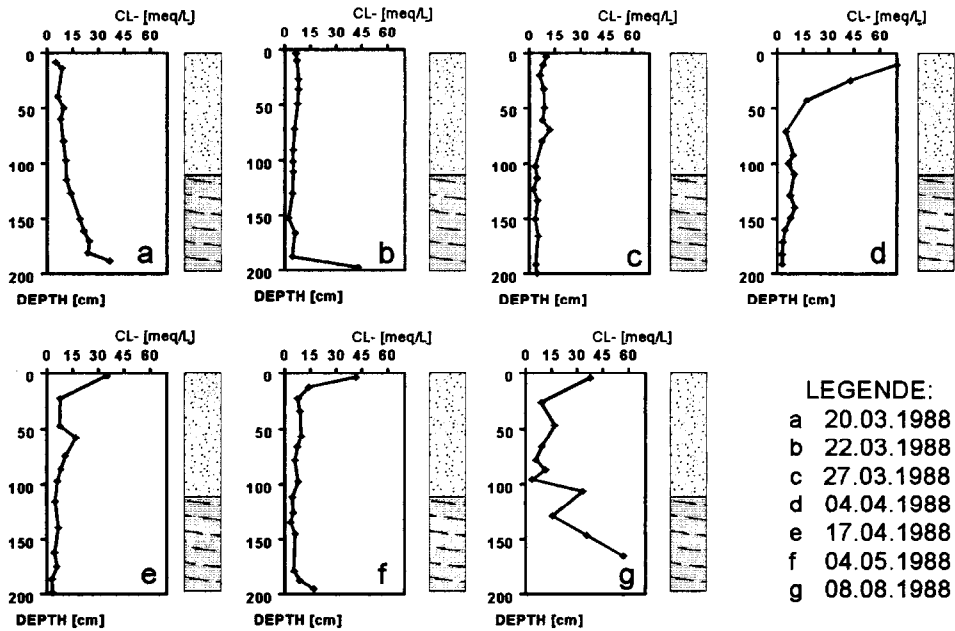 CL- [meq/L]
0 15 30 45 60
0
50
100
150
200
a
DEPTH [cm]
CL- [meq/L]
0 15 30 45 60
0
50
100
150
200
b
DEPTH [cm]
CL- [meq/L]
0 15 30 45 60
0
50
100
150
200
c
DEPTH [cm]
CL- [meq/L]
0 15 30 45 60
0
50
100
150
200
d
DEPTH [cm]
CL- [meq/L]
0 15 30 45 60
0
50
100
150
200
e
DEPTH [cm]
CL- [meq/L]
0 15 30 45 60
0
50
100
150
200
f
DEPTH [cm]
CL- [meq/L]
0 15 30 45 60
0
50
100
150
200
g
DEPTH [cm]
LEGENDE:
a 20.03.1988
b 22.03.1988
c 27.03.1988
d 04.04.1988
e 17.04.1988
f 04.05.1988
g 08.08.1988